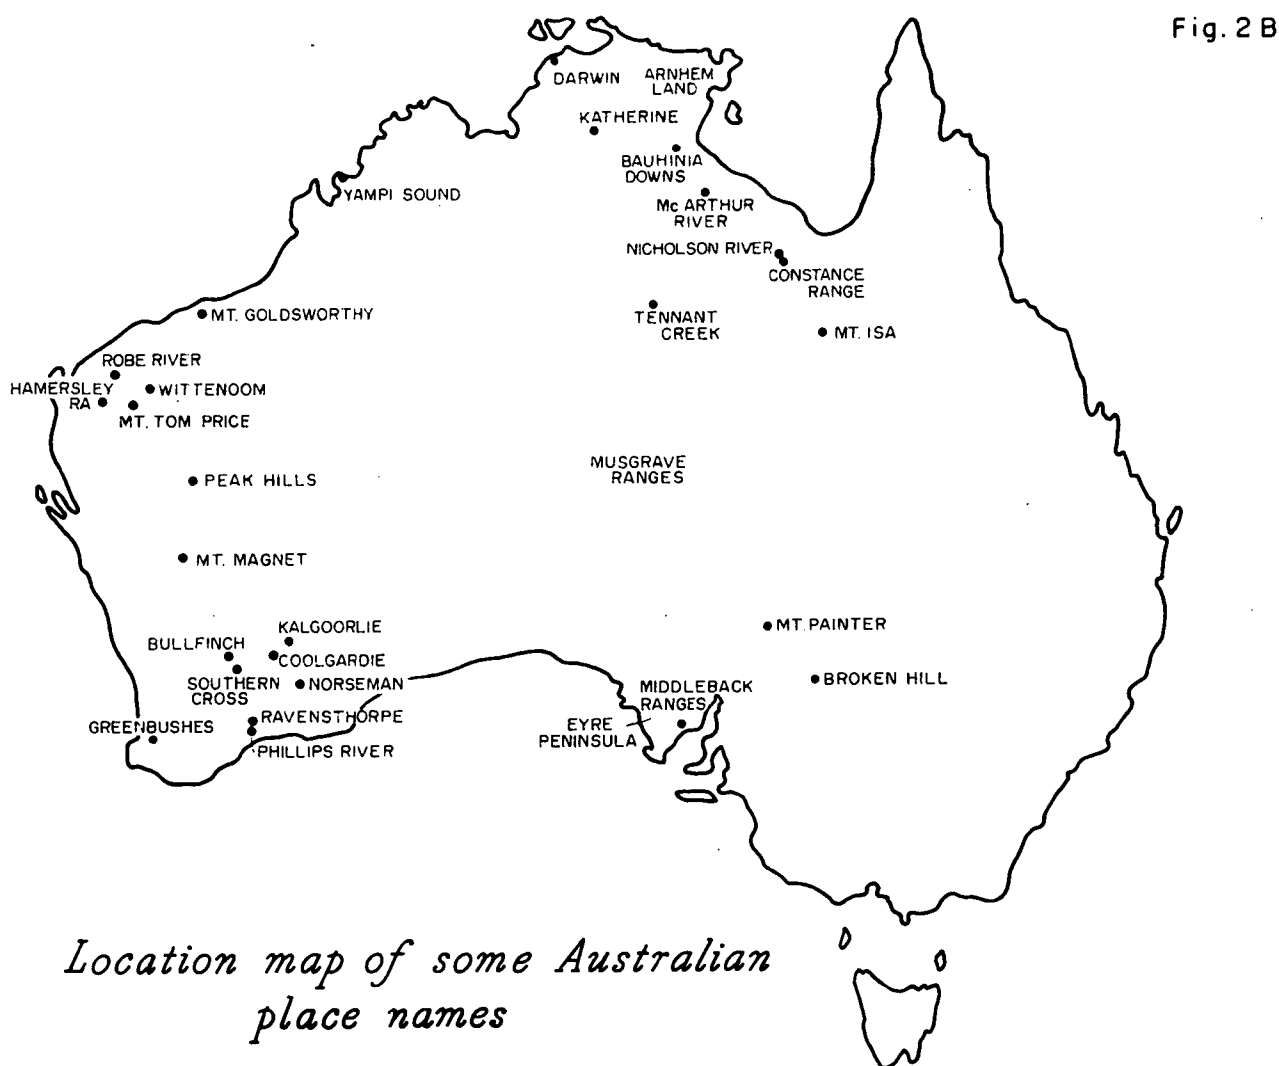 Fig. 2 B
DARWIN
ARNHEM
LAND
KATHERINE
BAUHINIA
DOWNS
YAMPI SOUND
Mc ARTHUR
RIVER
NICHOLSON RIVER
CONSTANCE
RANGE
MT. GOLDSWORTHY
TENNANT
CREEK
MT. ISA
ROBE RIVER
HAMERSLEY
RA
WITTENOOM
MT. TOM PRICE
MUSGRAVE
RANGES
PEAK HILLS
MT. MAGNET
KALGOORLIE
BULLFINCH
COOLGARDIE
SOUTHERN
CROSS
NORSEMAN
MT. PAINTER
BROKEN HILL
MIDDLEBACK
RANGES
GREENBUSHES
RAVENSTHORPE
PHILLIPS RIVER
EYRE
PENINSULA
Location map of some Australian
place names